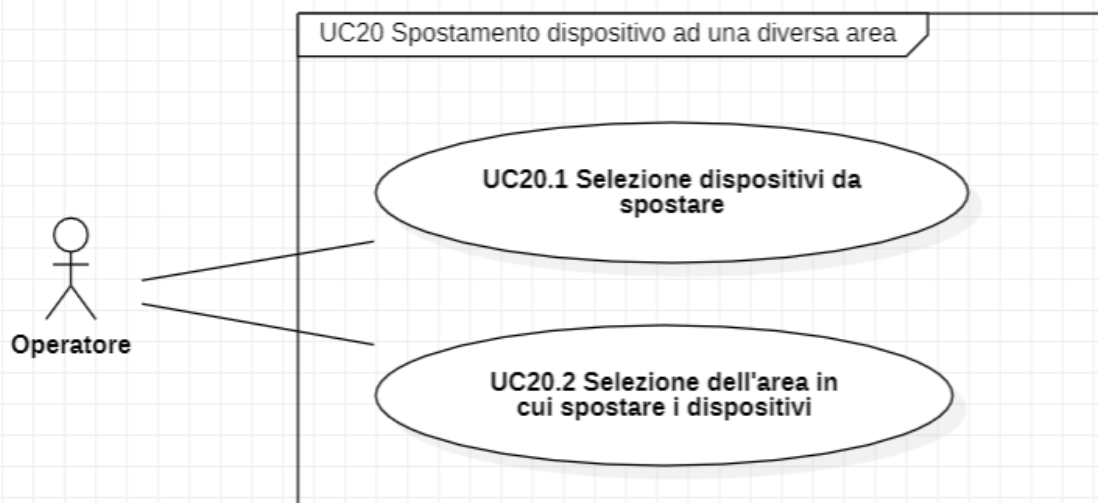 UC20 Spostamento dispositivo ad una diversa area
UC20.1 Selezione dispositivi da
spostare
Operatore
UC20.2 Selezione dell'area in
cui spostare i dispositivi